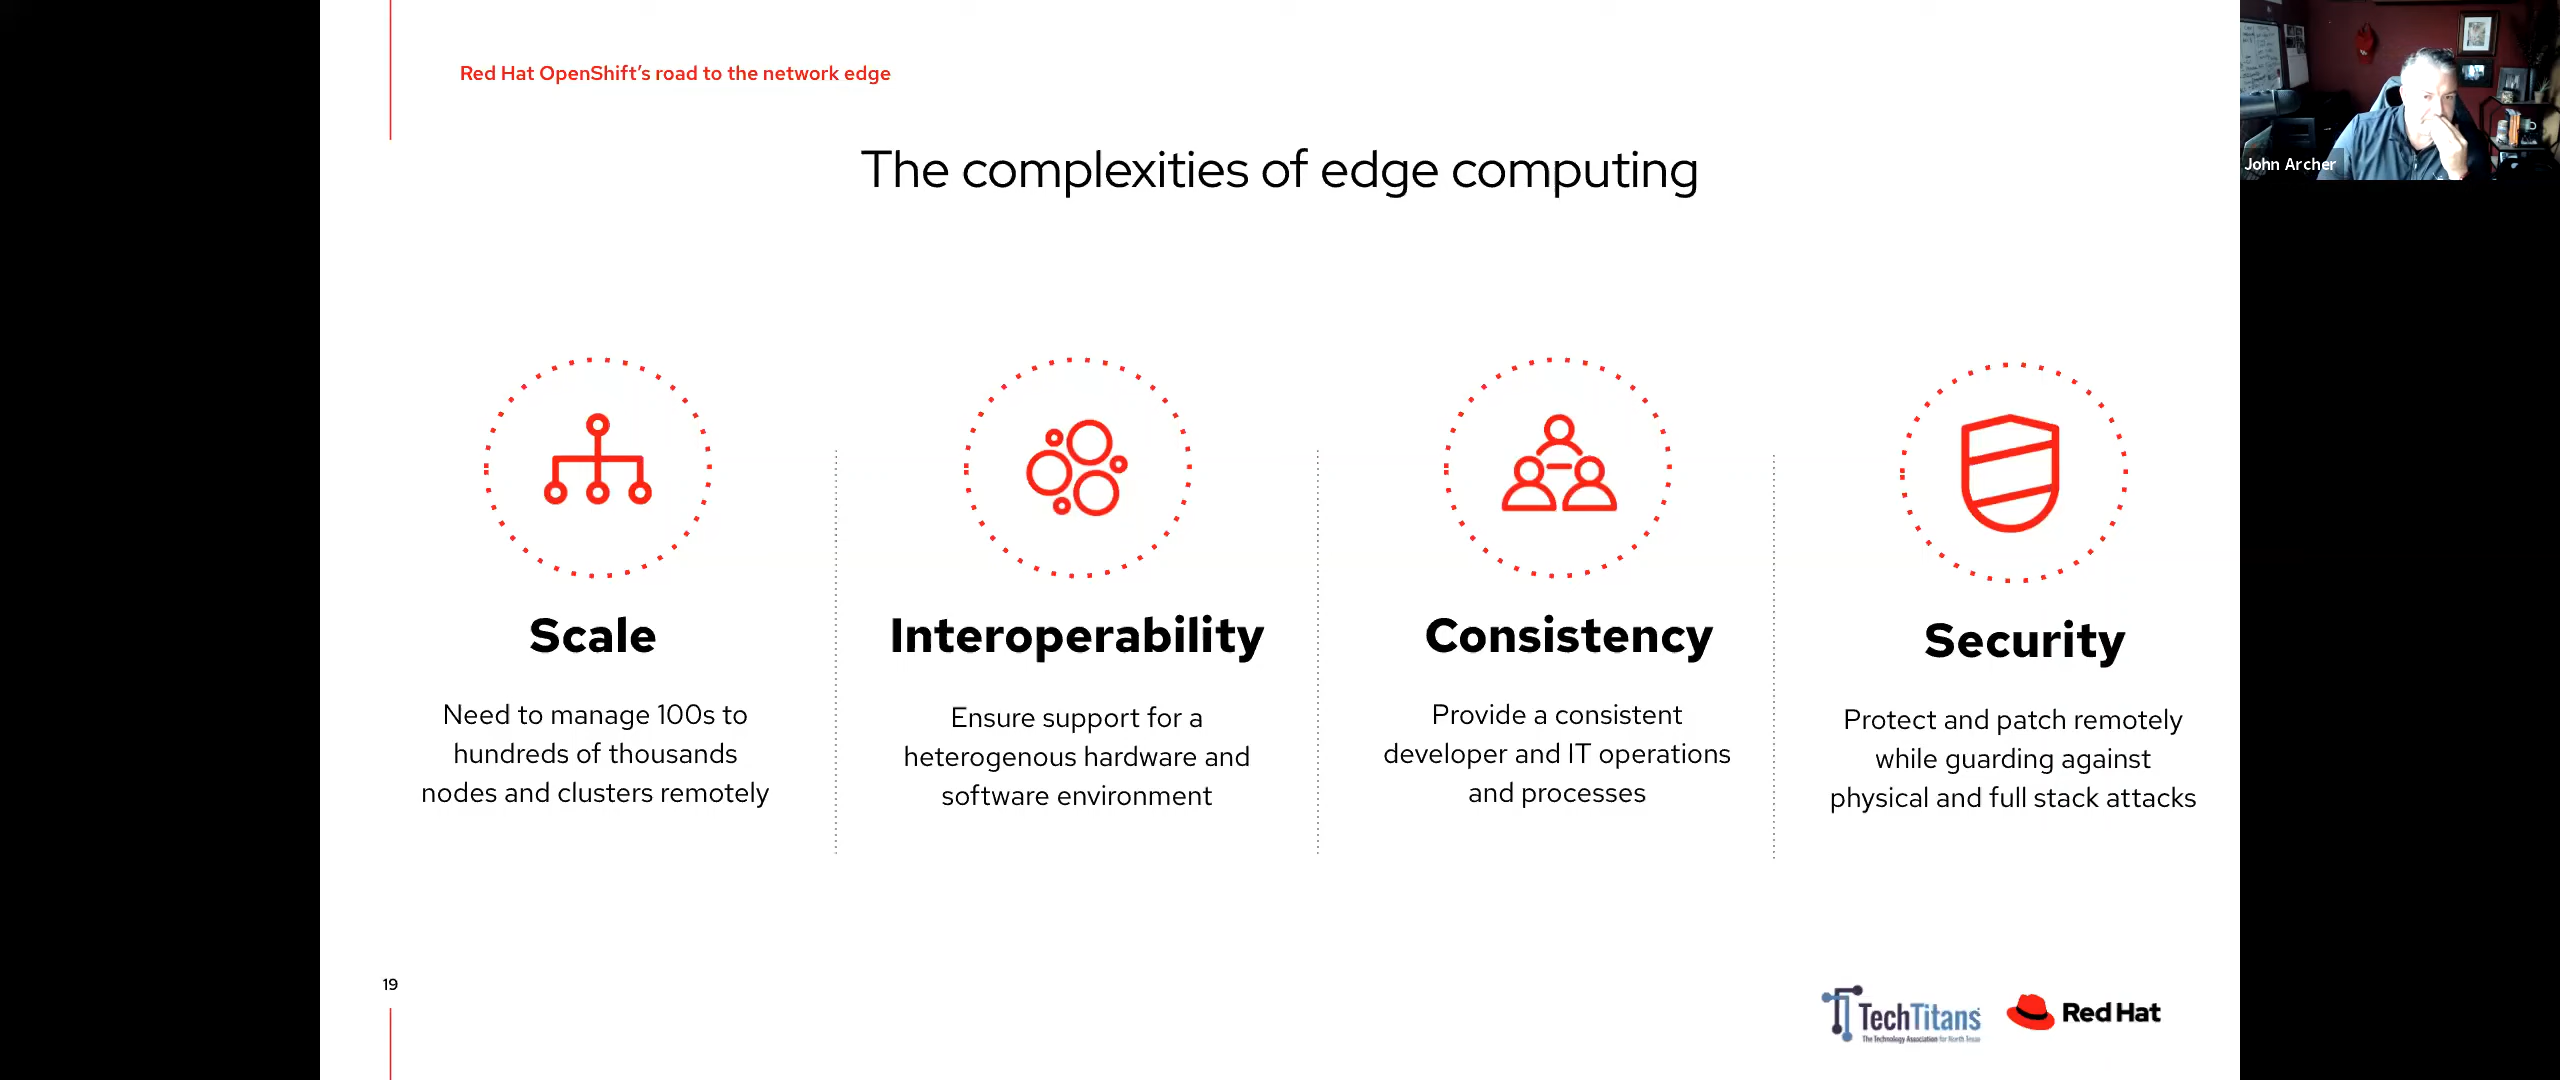 Red Hat OpenShift's road to the network edge
John Archer
The complexities of edge computing
Scale
Need to manage 100s to
hundreds of thousands
nodes and clusters remotely
Interoperability
Ensure support for a
heterogenous hardware and
software environment
Consistency
Provide a consistent
developer and IT operations
and processes
Security
Protect and patch remotely
while guarding against
physical and full stack attacks
19
TechTitans
The Technology Association for North Texas
Red Hat